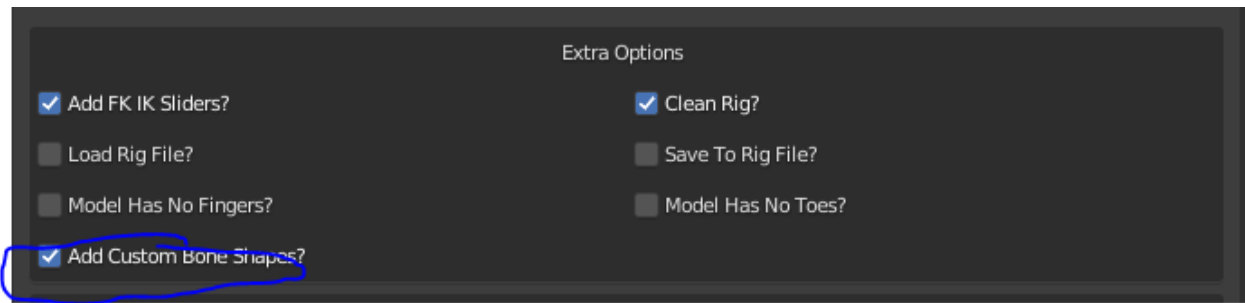 Extra Options
Add FK IK Sliders?
Clean Rig?
Load Rig File?
Save To Rig File?
Model Has No Fingers?
Model Has No Toes?
Add Custom Bone Shapes?